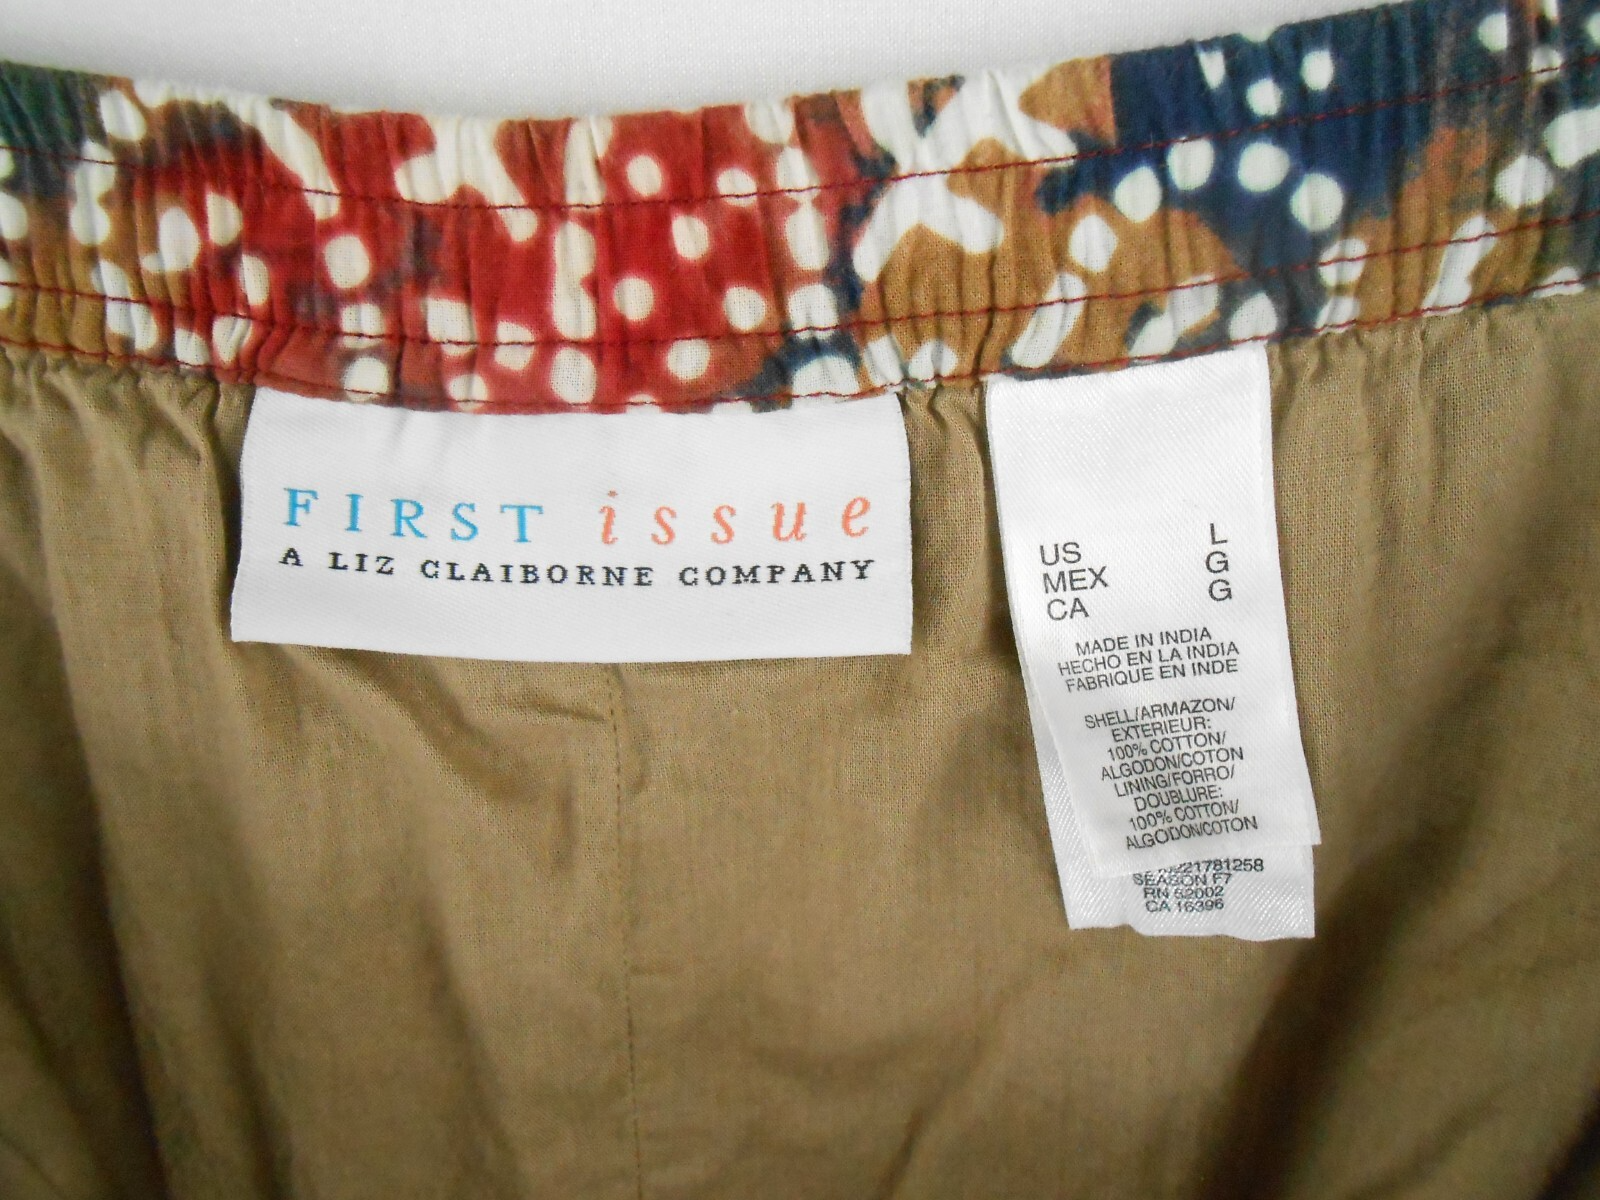 FIRST issue
A LIZ CLAIBORNE COMPANY
US L
MEX G
CA G
MADE IN INDIA
HECHO EN LA INDIA
FABRIQUE EN INDE
SHELL/ARMAZON/
EXTERIEUR:
100% COTTON/
ALGODON/COTON
LINING/FORRO/
DOUBLURE:
100% COTTON/
ALGODON/COTON
SEASON F7
RN 52002
CA 16396